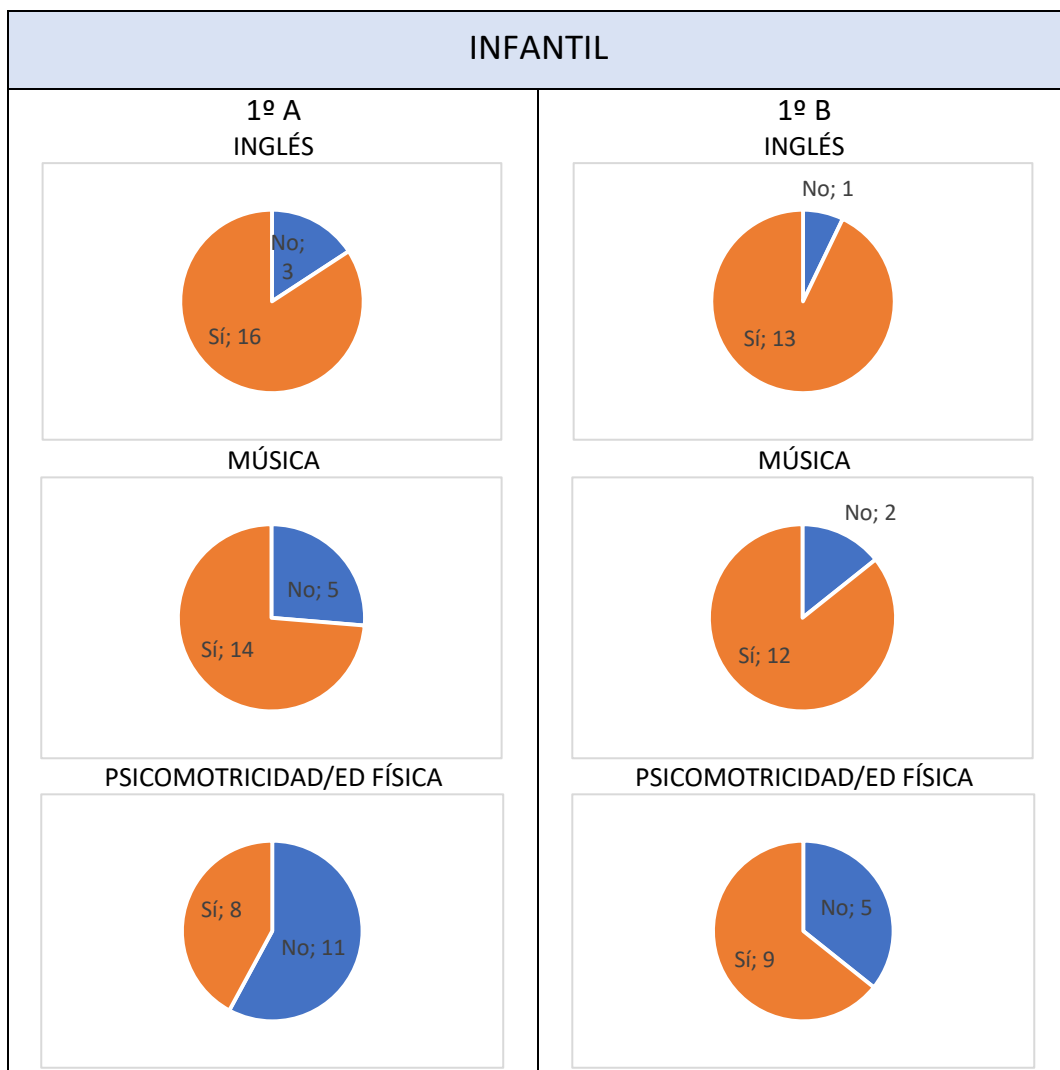 INFANTIL
1º A
INGLÉS
No;
3
Sí; 16
MÚSICA
No; 5
Sí; 14
PSICOMOTRICIDAD/ED FÍSICA
Sí; 8
No; 11
1º B
INGLÉS
No; 1
Sí; 13
MÚSICA
No; 2
Sí; 12
PSICOMOTRICIDAD/ED FÍSICA
No; 5
Sí; 9